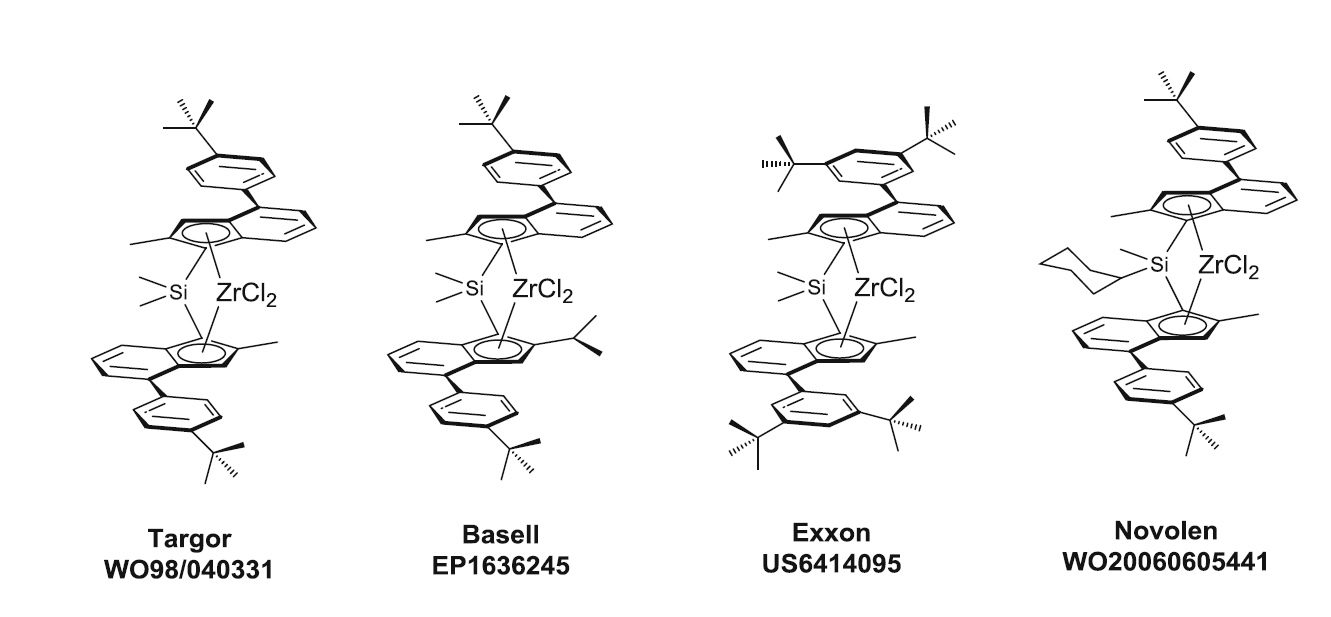 Si
ZrCl2
Si
ZrCl2
Si
ZrCl2
Si
ZrCl2
Targor
WO98/040331
Basell
EP1636245
Exxon
US6414095
Novolen
WO20060605441